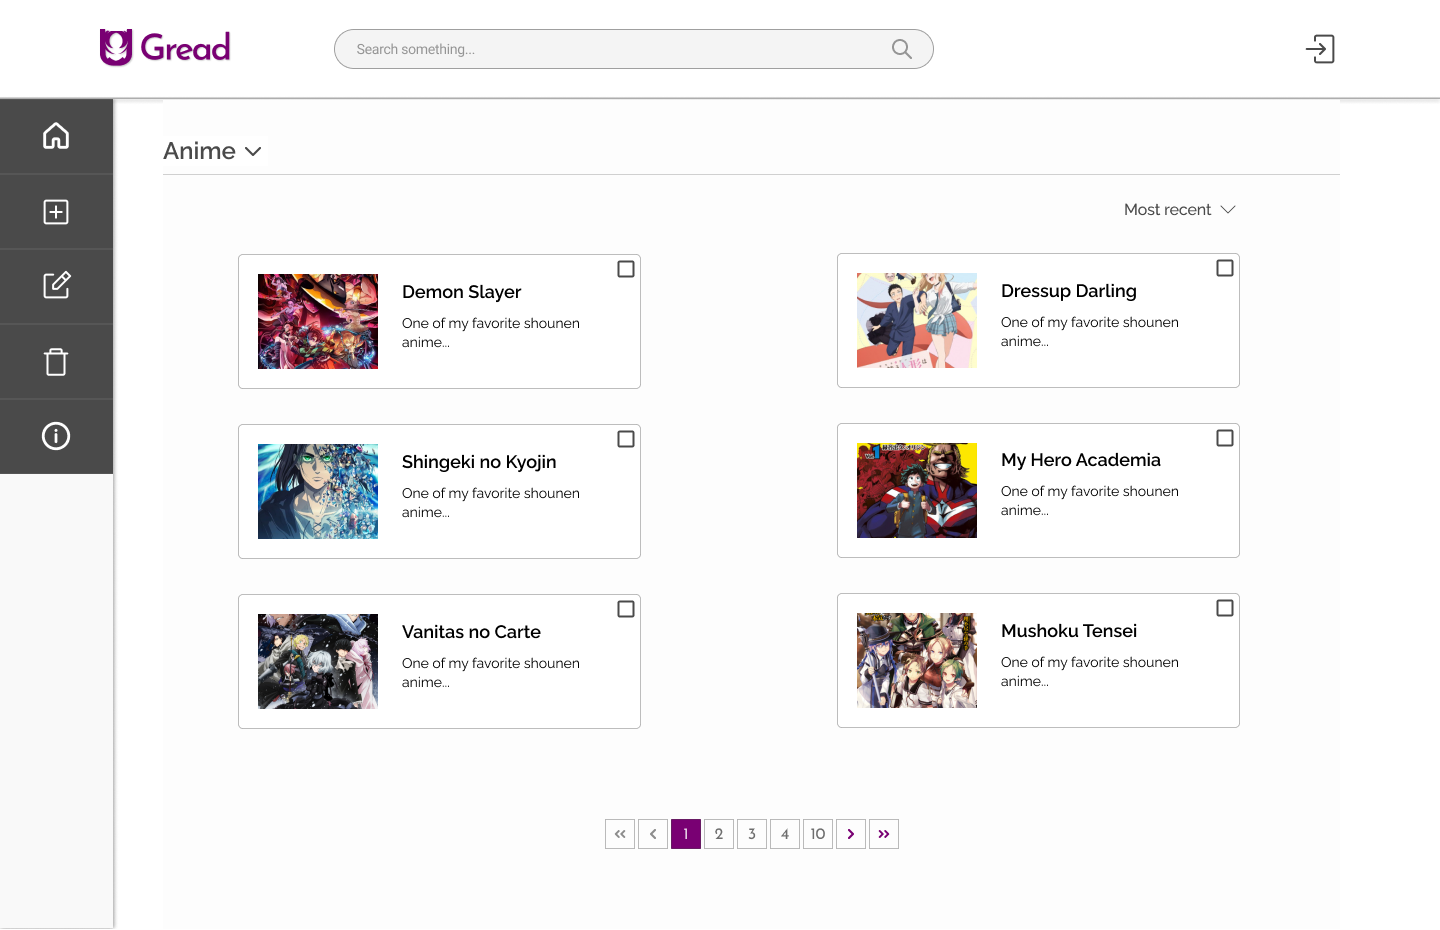 Gread
Search something...
Anime
Most recent
Demon Slayer
One of my favorite shounen
anime...
Dressup Darling
One of my favorite shounen
anime...
Shingeki no Kyojin
One of my favorite shounen
anime...
My Hero Academia
One of my favorite shounen
anime...
Vanitas no Carte
One of my favorite shounen
anime...
Mushoku Tensei
One of my favorite shounen
anime...
1 2 3 4 10